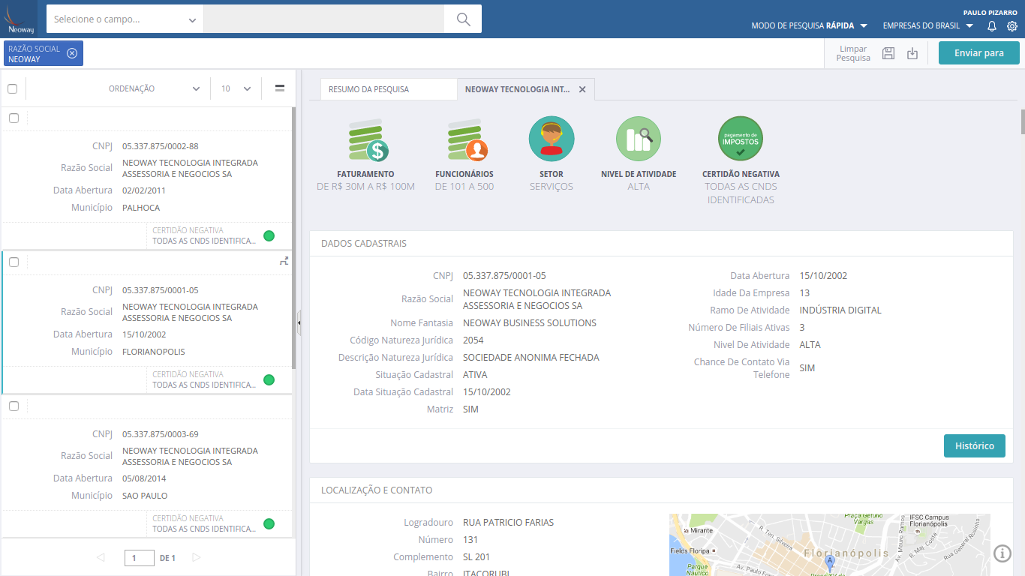 Neoway
Selecione o campo...
PAULO PIZARRO
MODO DE PESQUISA RÁPIDA
EMPRESAS DO BRASIL
RAZÃO SOCIAL
NEOWAY
Limpar
Pesquisa
Enviar para
ORDENAÇÃO
10
CNPJ 05.337.875/0002-88
Razão Social NEOWAY TECNOLOGIA INTEGRADA
ASSESSORIA E NEGOCIOS SA
Data Abertura 02/02/2011
Município PALHOCA
CERTIDÃO NEGATIVA
TODAS AS CNDS IDENTIFICA...
CNPJ 05.337.875/0001-05
Razão Social NEOWAY TECNOLOGIA INTEGRADA
ASSESSORIA E NEGOCIOS SA
Data Abertura 15/10/2002
Município FLORIANOPOLIS
CERTIDÃO NEGATIVA
TODAS AS CNDS IDENTIFICA...
CNPJ 05.337.875/0003-69
Razão Social NEOWAY TECNOLOGIA INTEGRADA
ASSESSORIA E NEGOCIOS SA
Data Abertura 05/08/2014
Município SAO PAULO
CERTIDÃO NEGATIVA
TODAS AS CNDS IDENTIFICA...
1 DE 1
RESUMO DA PESQUISA
NEOWAY TECNOLOGIA INT...
FATURAMENTO
DE R$ 30M A R$ 100M
FUNCIONÁRIOS
DE 101 A 500
SETOR
SERVIÇOS
NIVEL DE ATIVIDADE
ALTA
pagamento de
IMPOSTOS
CERTIDÃO NEGATIVA
TODAS AS CNDS
IDENTIFICADAS
DADOS CADASTRAIS
CNPJ 05.337.875/0001-05
Razão Social NEOWAY TECNOLOGIA INTEGRADA
ASSESSORIA E NEGOCIOS SA
Nome Fantasia NEOWAY BUSINESS SOLUTIONS
Código Natureza Jurídica 2054
Descrição Natureza Jurídica SOCIEDADE ANONIMA FECHADA
Situação Cadastral ATIVA
Data Situação Cadastral 15/10/2002
Matriz SIM
Data Abertura 15/10/2002
Idade Da Empresa 13
Ramo De Atividade INDÚSTRIA DIGITAL
Número De Filiais Ativas 3
Nivel De Atividade ALTA
Chance De Contato Via
Telefone SIM
Histórico
LOCALIZAÇÃO E CONTATO
Logradouro RUA PATRICIO FARIAS
Número 131
Complemento SL 201
Bairro ITACORUBI
IFSC Campus
Florianópolis
Vargas
ia Mirante
Fields Floripa
Florianópolis
Parque
A